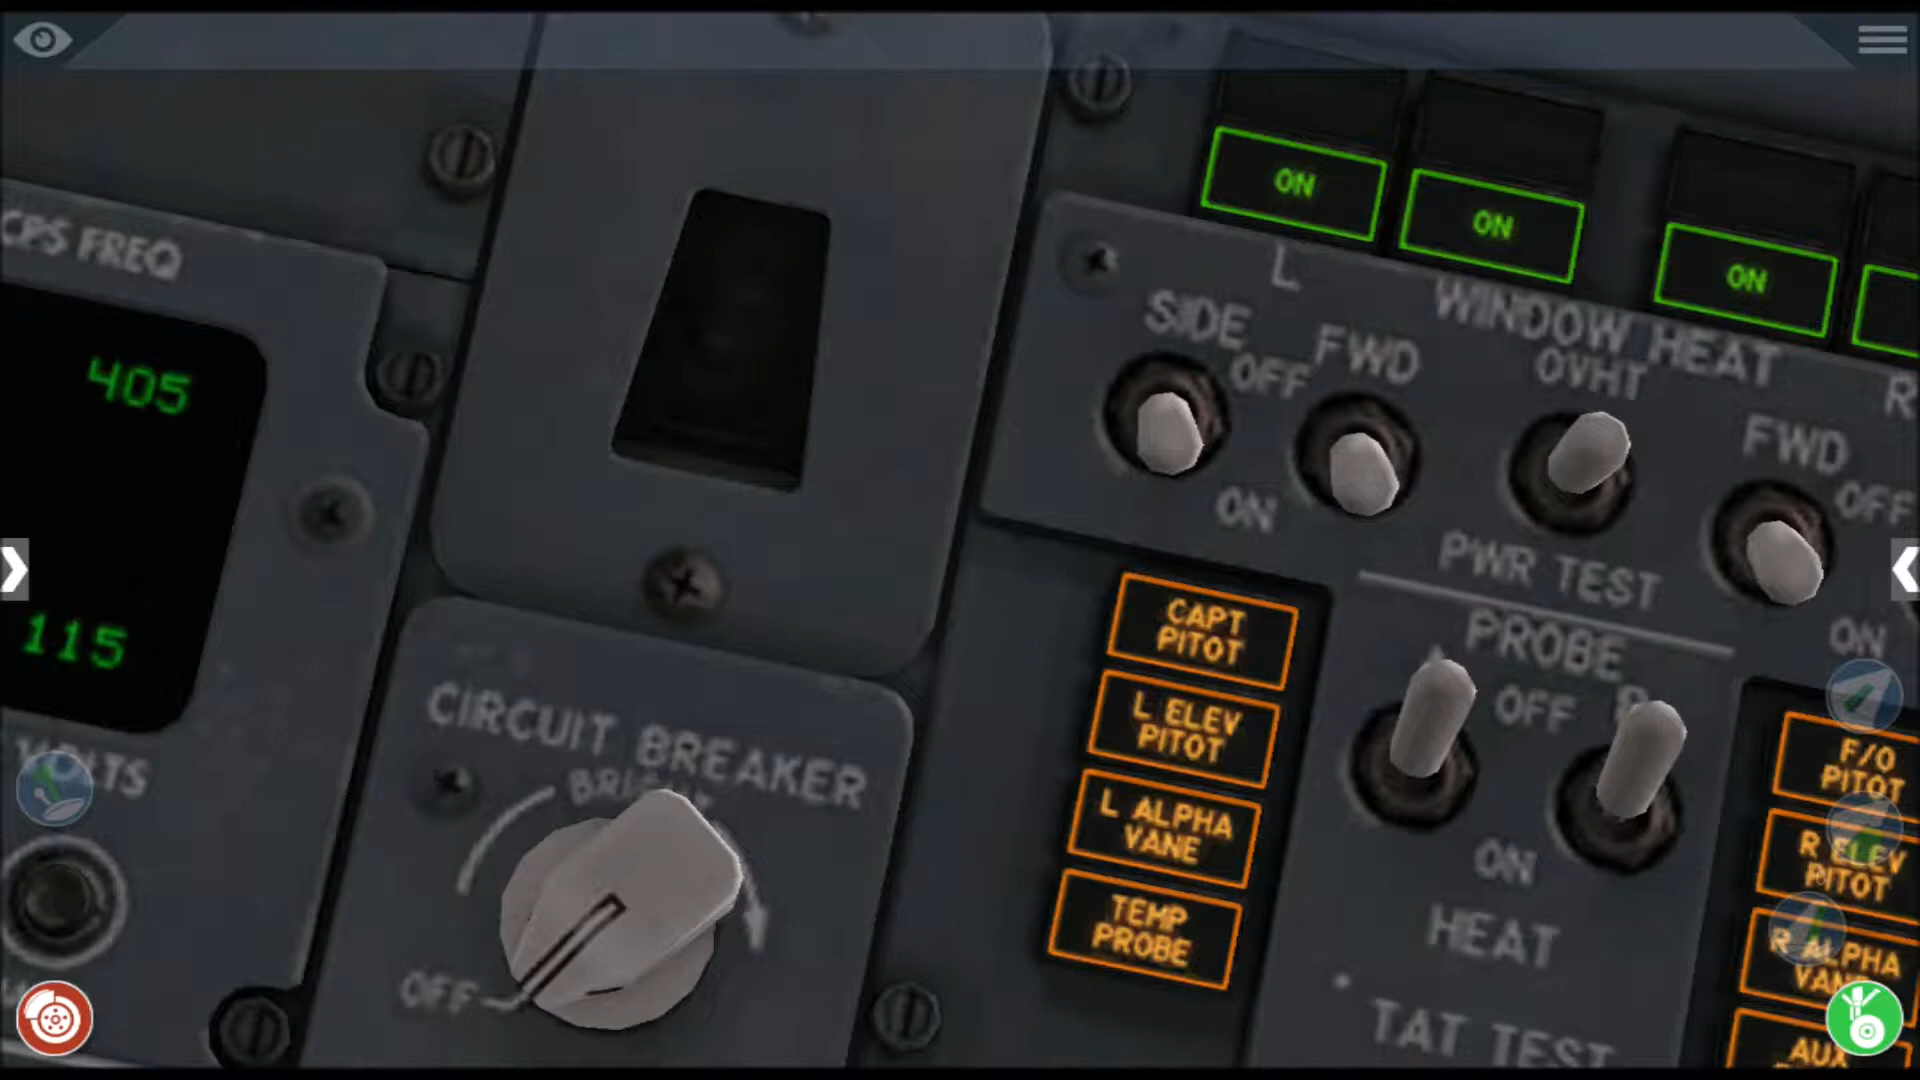 CPS FREQ
405
115
VOLTS
CIRCUIT BREAKER
BRIGHT
OFF
ON
ON
ON
L
WINDOW HEAT
R
SIDE
OFF
FWD
OVHT
FWD
OFF
ON
PWR TEST
ON
PROBE
OFF
ON
HEAT
TAT TEST
CAPT
PITOT
L ELEV
PITOT
L ALPHA
VANE
TEMP
PROBE
F/O
PITOT
R ELEV
PITOT
R ALPHA
VANE
AUX